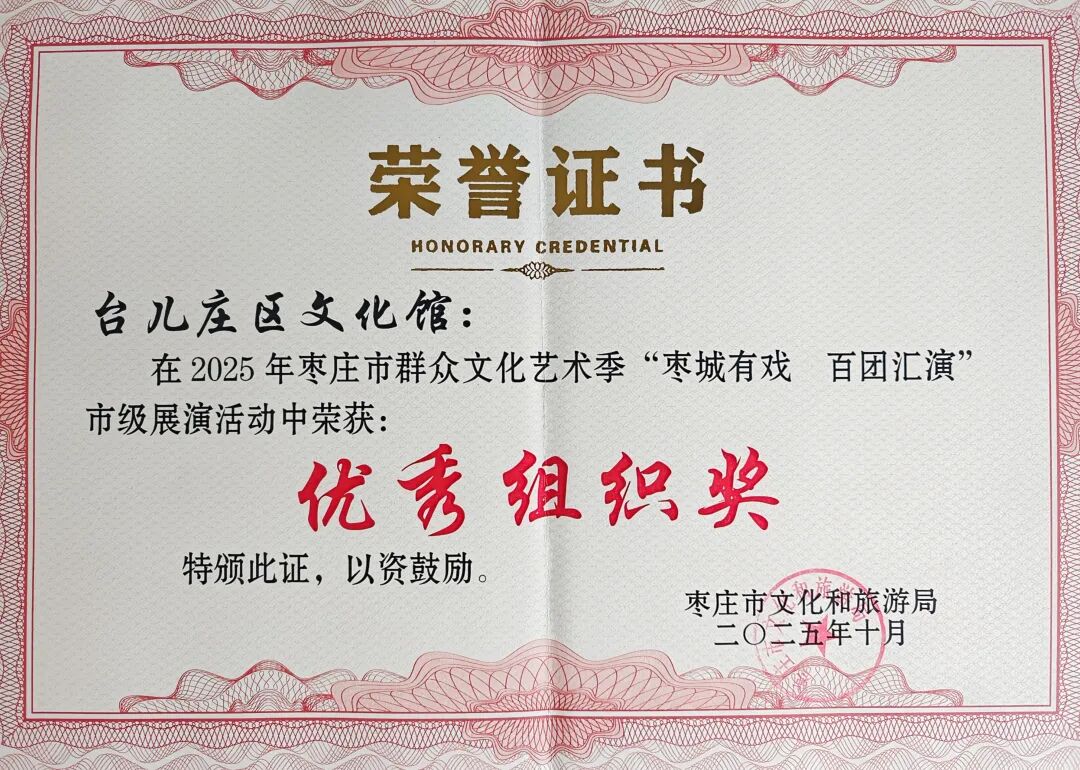 荣誉证书
HONORARY CREDENTIAL
台儿庄区文化馆：
在2025年枣庄市群众文化艺术季“枣城有戏　百团汇演”
市级展演活动中荣获：
优秀组织奖
特颁此证，以资鼓励。
枣庄市文化和旅游局
二〇二五年十月